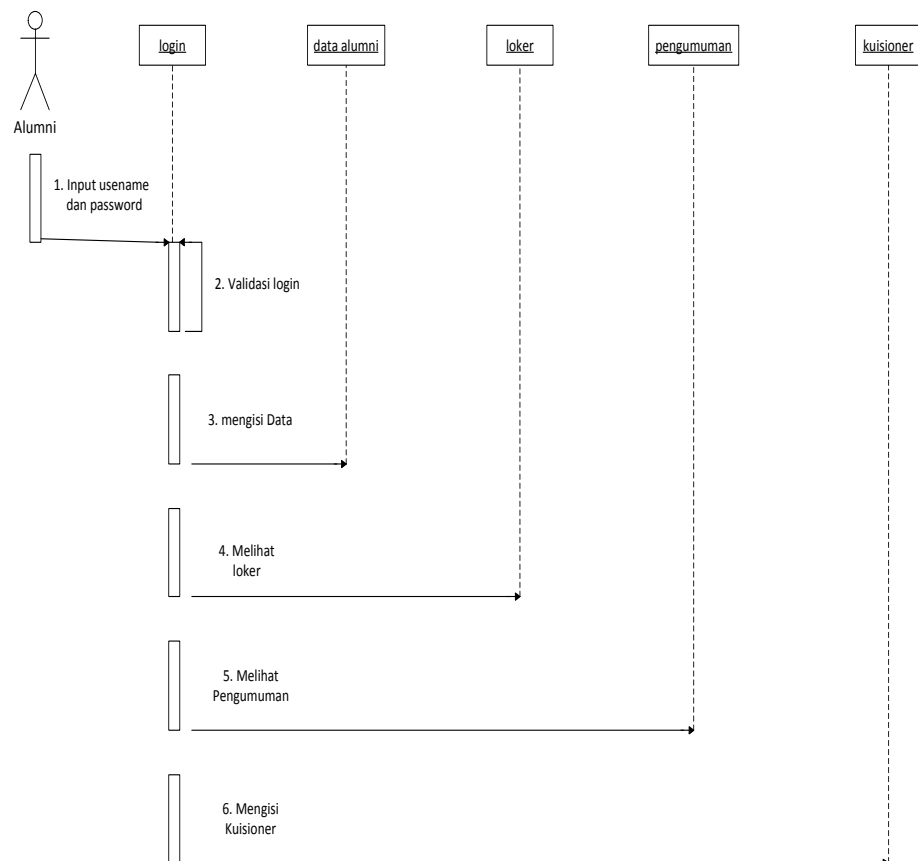 login
data alumni
loker
pengumuman
kuisioner
Alumni
1. Input usename
dan password
2. Validasi login
3. mengisi Data
4. Melihat
loker
5. Melihat
Pengumuman
6. Mengisi
Kuisioner